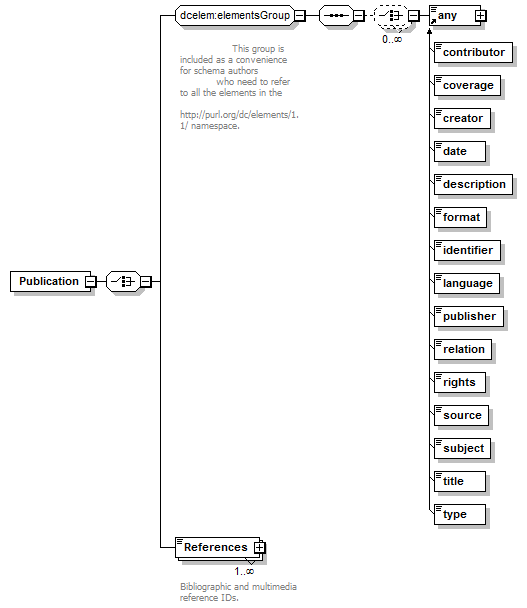 dcelem:elementsGroup
any
0..∞
This group is
included as a convenience
for schema authors
who need to refer
to all the elements in the
http://purl.org/dc/elements/1.
1/ namespace.
contributor
coverage
creator
date
description
format
identifier
Publication
language
publisher
relation
rights
source
subject
title
type
References
1..∞
Bibliographic and multimedia
reference IDs.